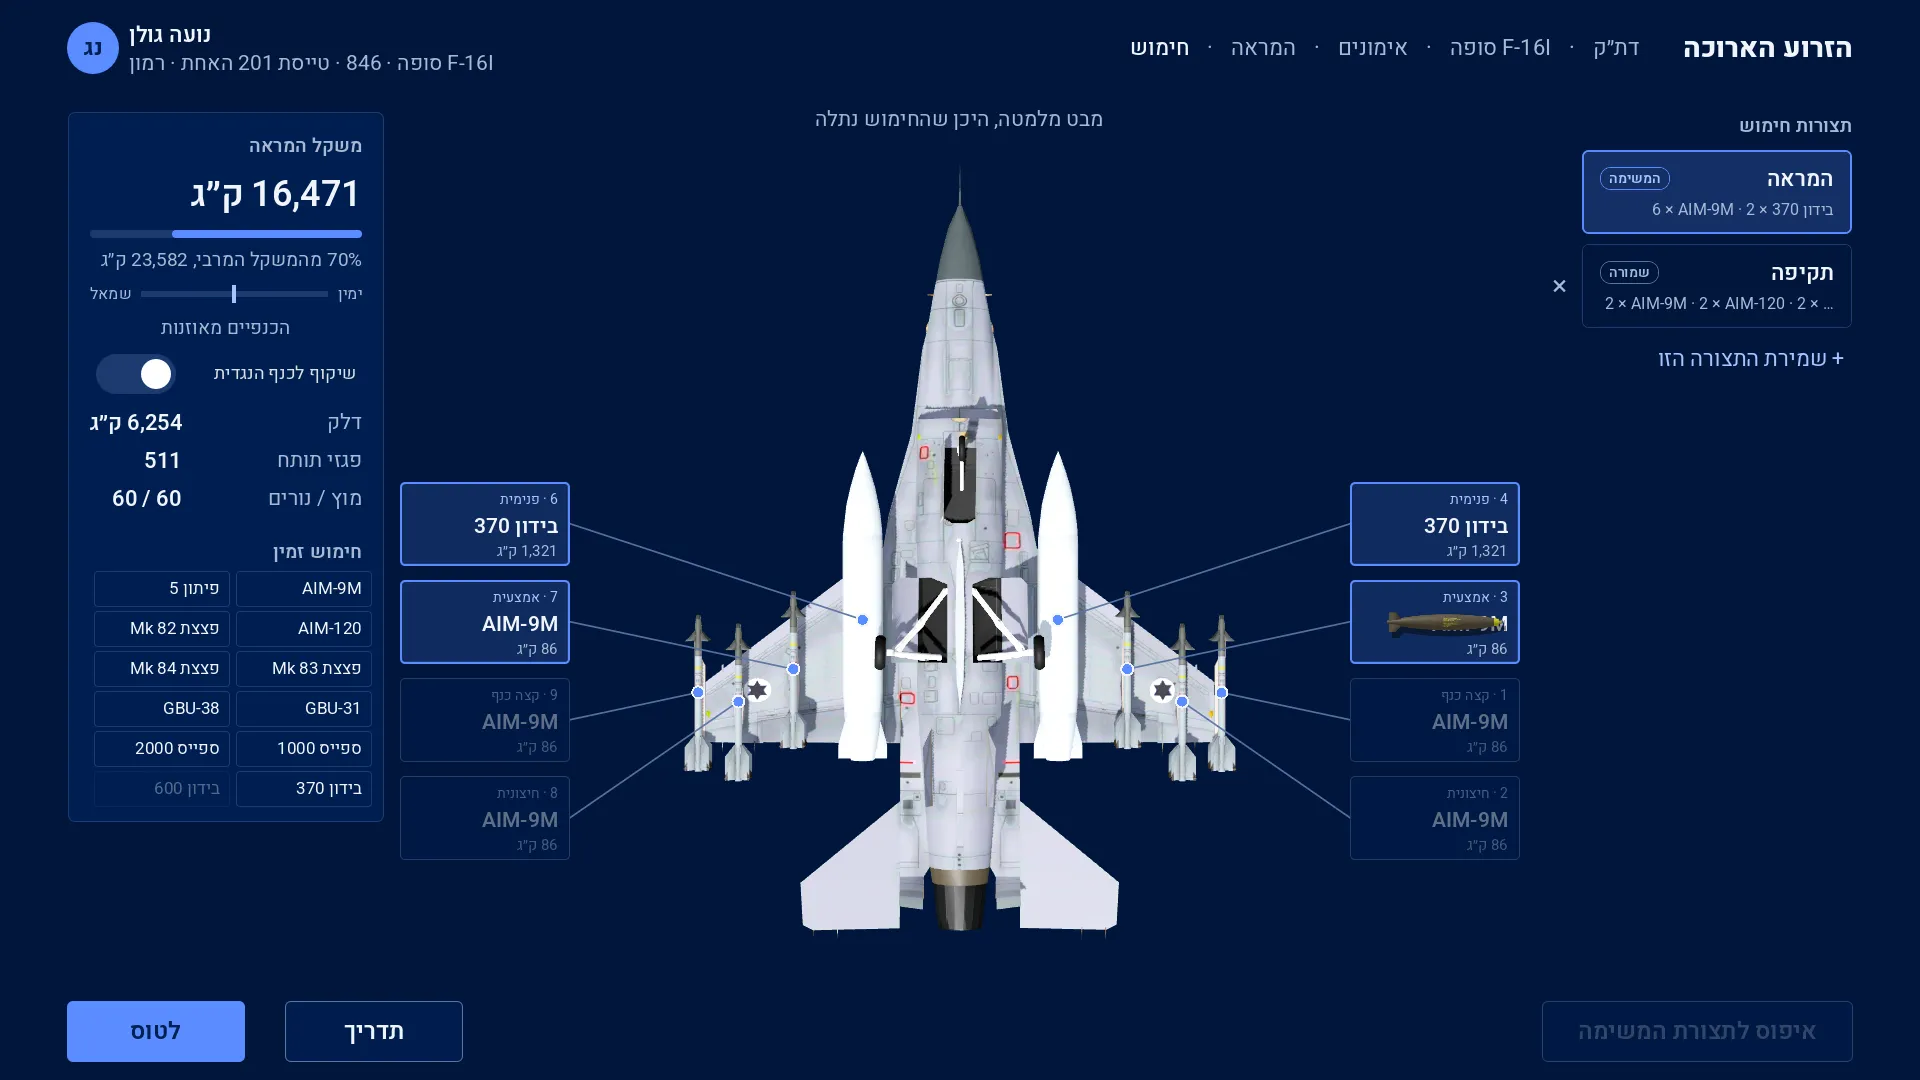 הזרוע הארוכה
דת״ק · F-16I סופה · אימונים · המראה · חימוש
נועה גולן
F-16I סופה · 846 · טייסת 201 האחת · רמון
נג
מבט מלמטה, היכן שהחימוש נתלה
תצורות חימוש
המראה
המשימה
בידון 370 × 2 · AIM-9M × 6
תקיפה
שמורה
2 × AIM-9M · 2 × AIM-120 · 2 × ...
×
+ שמירת התצורה הזו
4 · פנימית
בידון 370
1,321 ק״ג
3 · אמצעית
86 ק״ג
1 · קצה כנף
AIM-9M
86 ק״ג
2 · חיצונית
AIM-9M
86 ק״ג
6 · פנימית
בידון 370
1,321 ק״ג
7 · אמצעית
AIM-9M
86 ק״ג
9 · קצה כנף
AIM-9M
86 ק״ג
8 · חיצונית
AIM-9M
86 ק״ג
משקל המראה
16,471 ק״ג
70% מהמשקל המרבי, 23,582 ק״ג
ימין
שמאל
הכנפיים מאוזנות
שיקוף לכנף הנגדית
דלק 6,254 ק״ג
פגזי תותח 511
מוץ / נורים 60 / 60
חימוש זמין
AIM-9M
פיתון 5
AIM-120
פצצת Mk 82
פצצת Mk 83
פצצת Mk 84
GBU-31
GBU-38
ספייס 1000
ספייס 2000
בידון 370
בידון 600
איפוס לתצורת המשימה
תדריך
לטוס